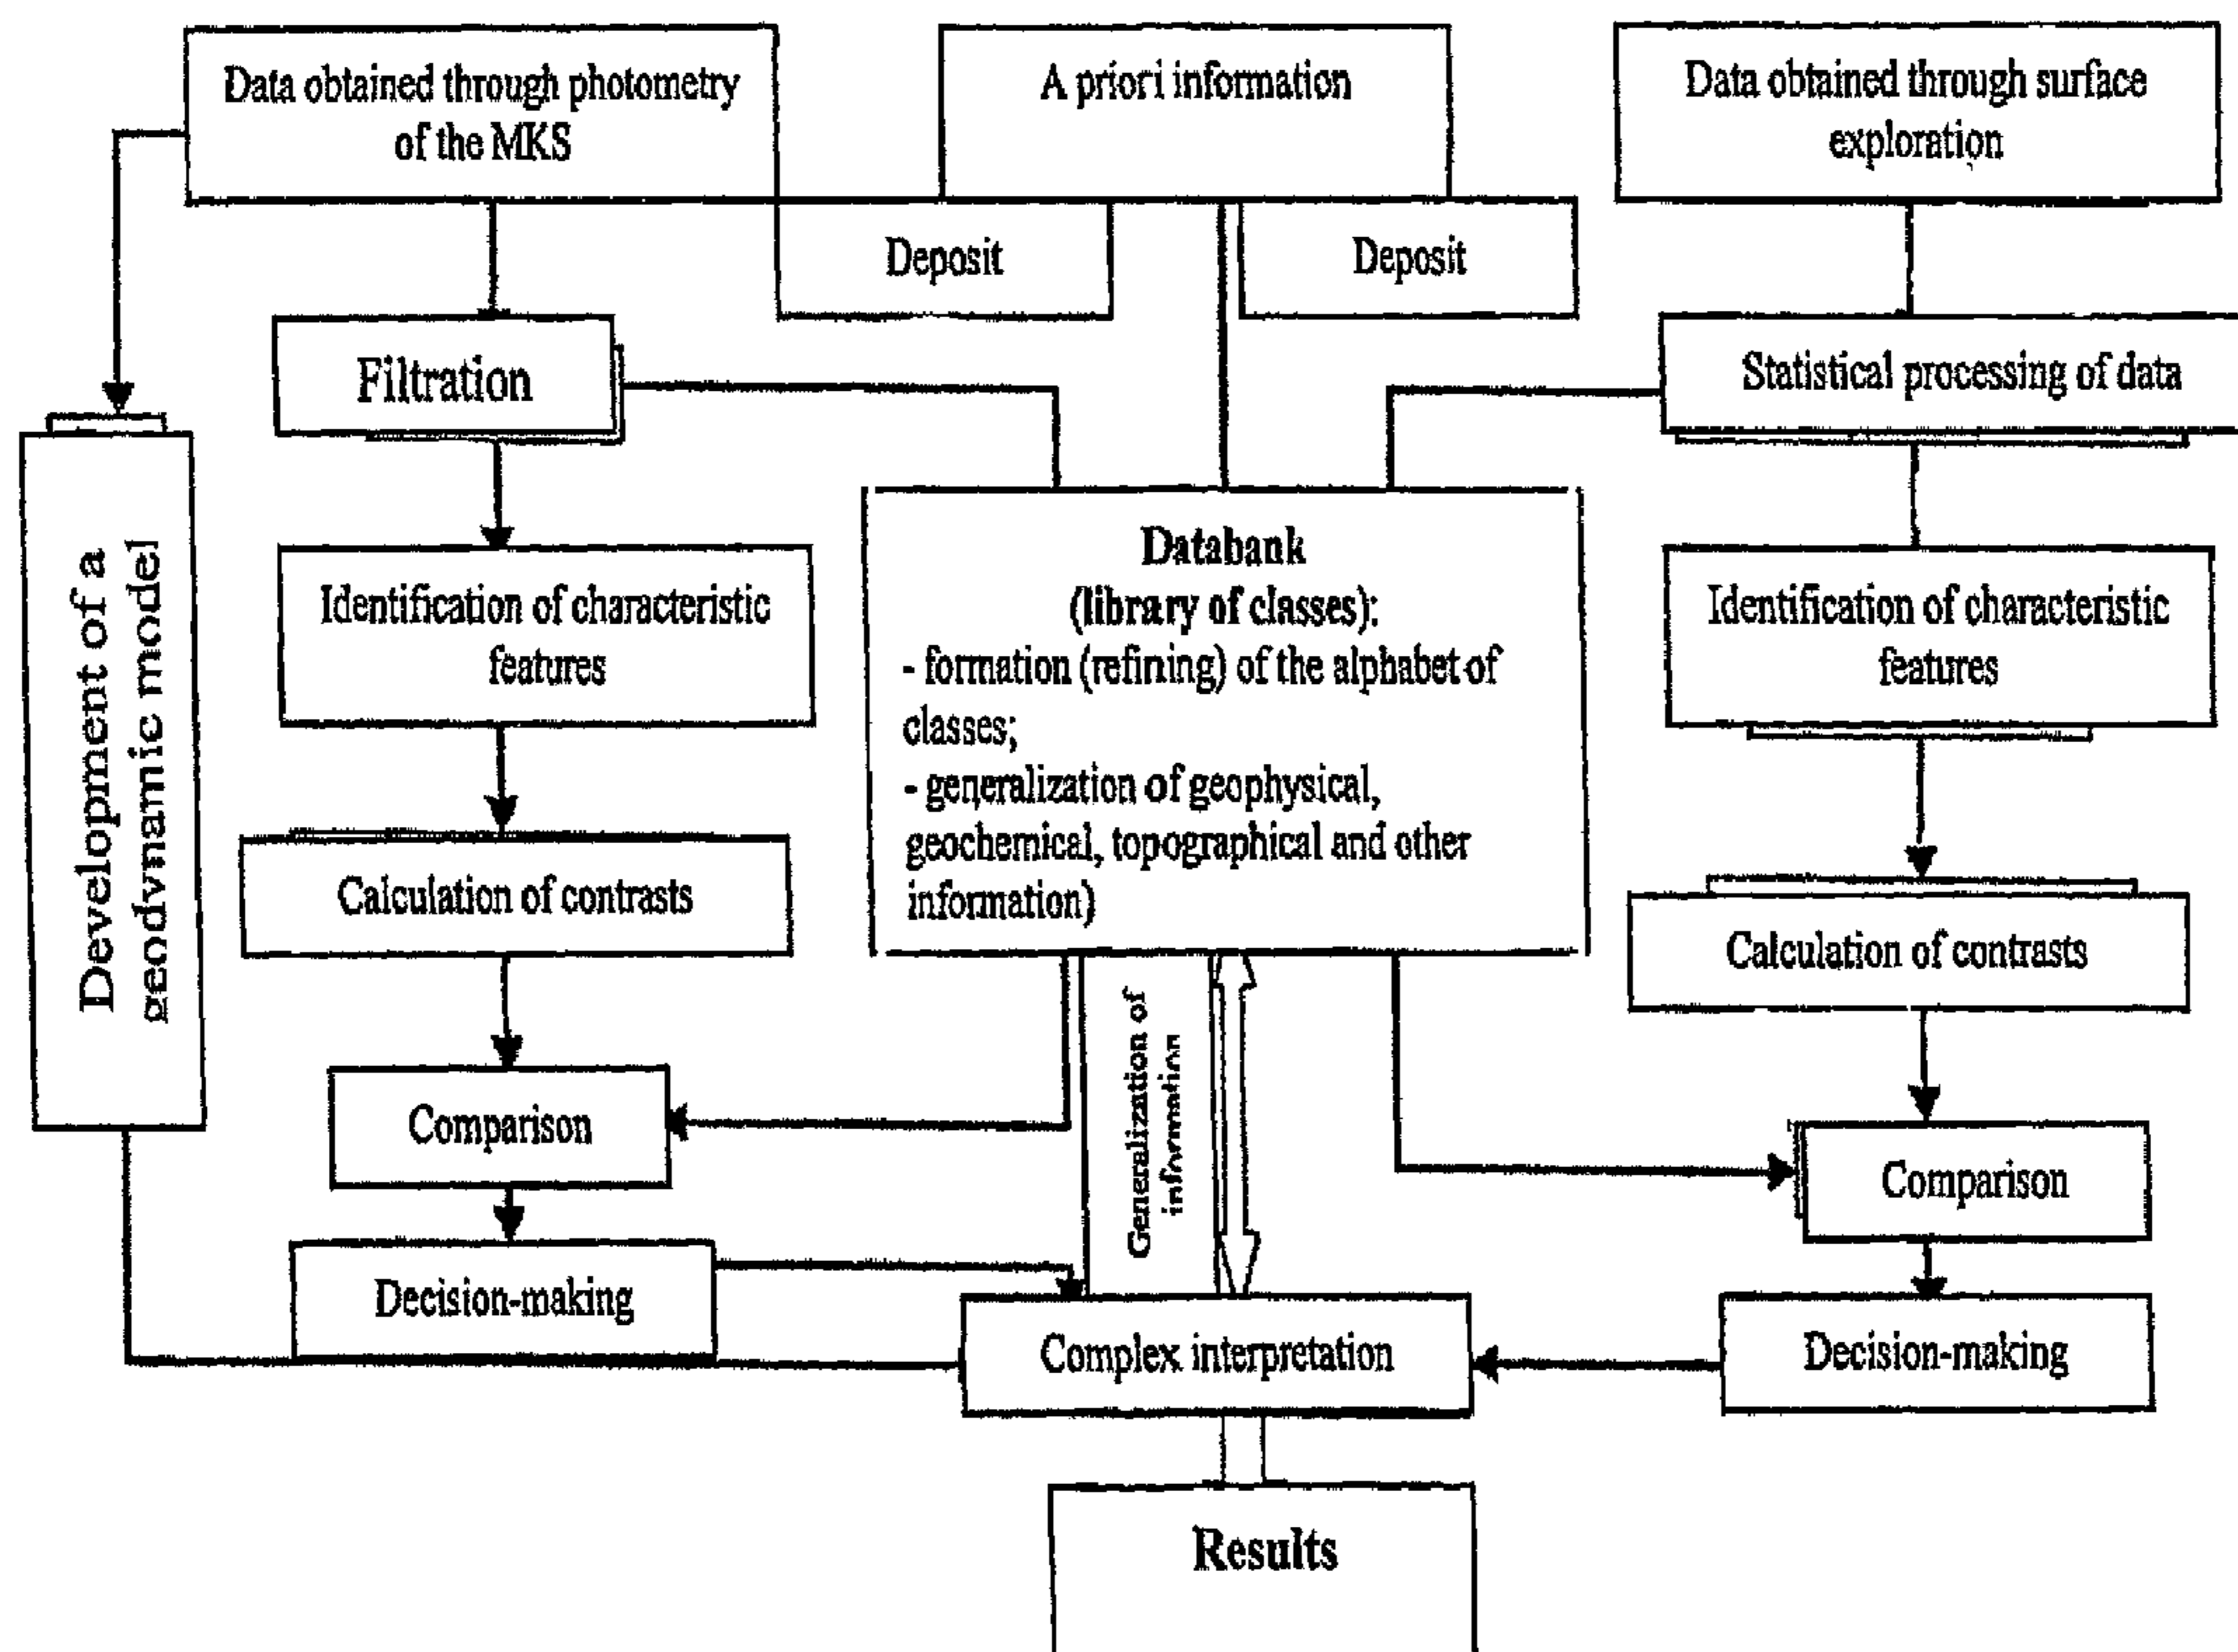 Data obtained through photometry
of the MKS
A priori information
Data obtained through surface
exploration
Deposit
Deposit
Filtration
Statistical processing of data
Development of a
geodynamic model
Identification of characteristic
features
Databank
(library of classes):
- formation (refining) of the alphabet of
classes;
- generalization of geophysical,
geochemical, topographical and other
information)
Identification of characteristic
features
Calculation of contrasts
Calculation of contrasts
Generalization of
information
Comparison
Comparison
Decision-making
Complex interpretation
Decision-making
Results